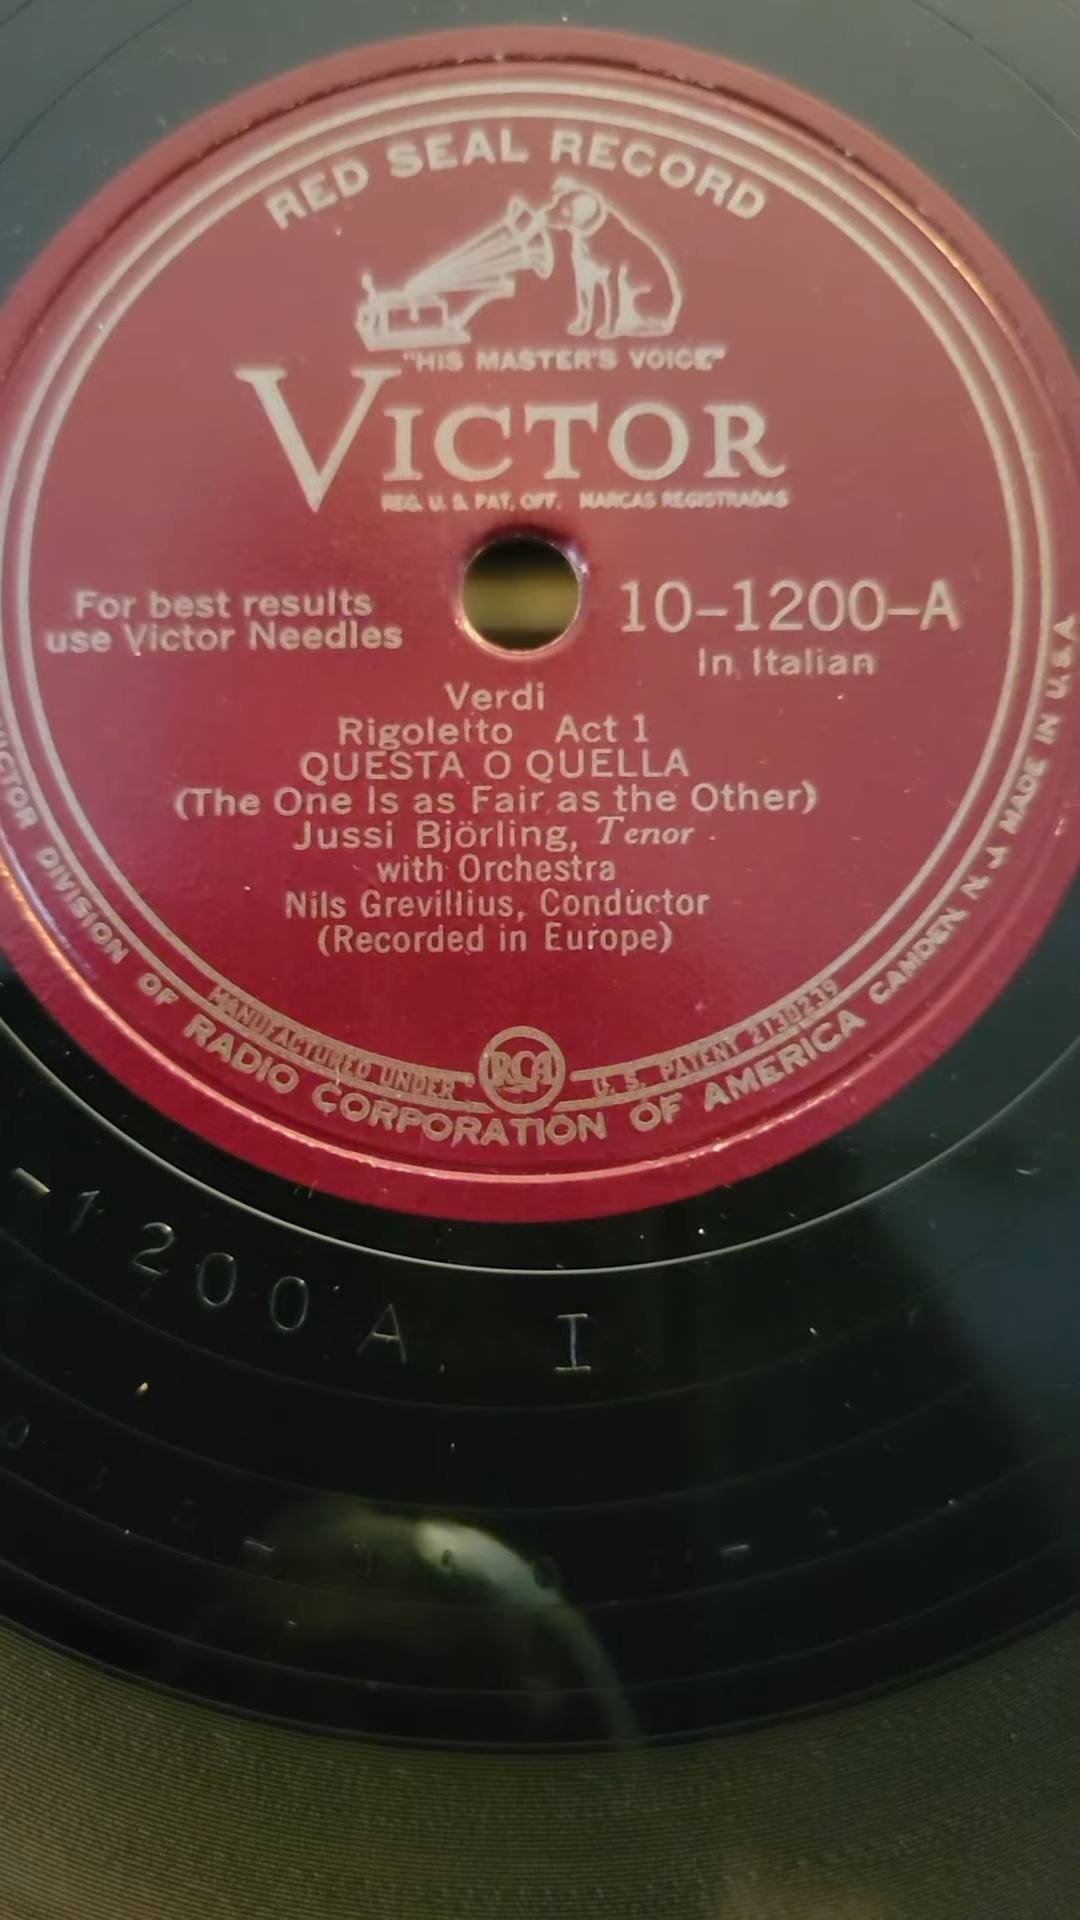 RED SEAL RECORD
"HIS MASTER'S VOICE"
VICTOR
REG. U. S. PAT. OFF. MARCAS REGISTRADAS
For best results
use Victor Needles
10-1200-A
In Italian
Verdi
Rigoletto Act 1
QUESTA O QUELLA
(The One Is as Fair as the Other)
Jussi Björling, Tenor
with Orchestra
Nils Grevillius, Conductor
(Recorded in Europe)
MANUFACTURED UNDER RCA U. S. PATENT 2130239
VICTOR DIVISION OF RADIO CORPORATION OF AMERICA CAMDEN N. J. MADE IN U.S.A.
-1200A I